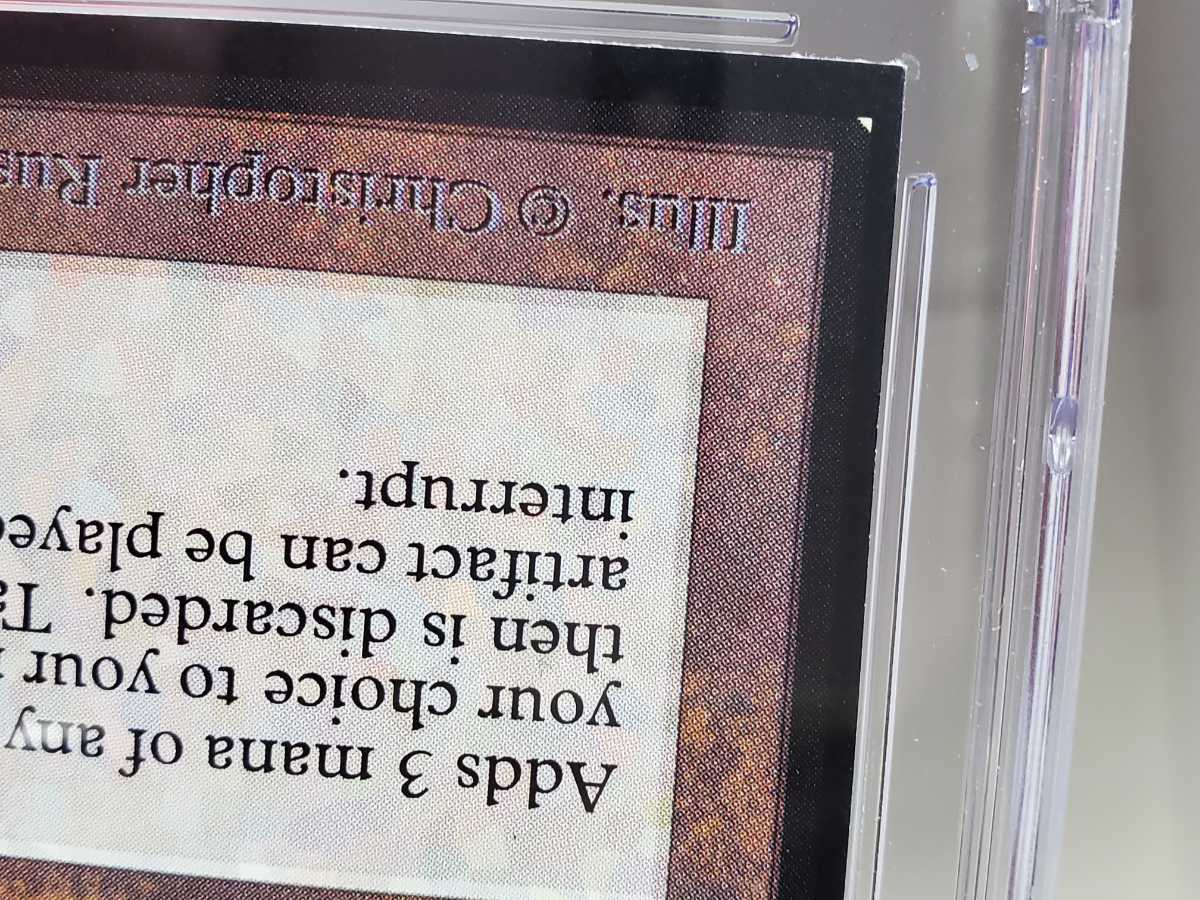 Adds 3 mana of any
your choice to your
then is discarded. Ta
artifact can be playe
interrupt.
Illus. © Christopher Rus